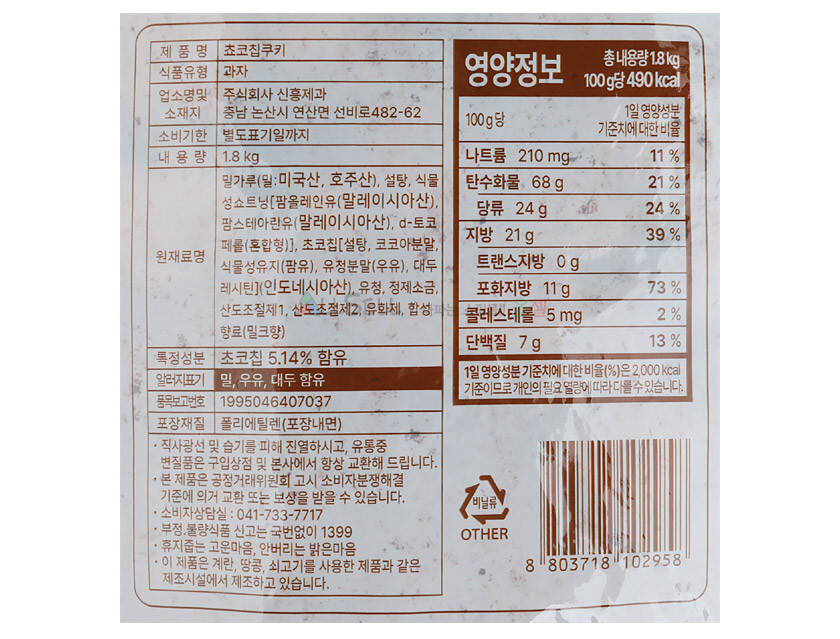 제 품 명 쵸코칩쿠키
식품유형 과자
업소명및 소재지 주식회사 신흥제과
충남 논산시 연산면 선비로482-62
소비기한 별도표기일까지
내 용 량 1.8 kg
원재료명 밀가루(밀:미국산, 호주산), 설탕, 식물
성쇼트닝[팜올레인유(말레이시아산),
팜스테아린유(말레이시아산), d-토코
페롤(혼합형)], 초코칩[설탕, 코코아분말,
식물성유지(팜유), 유청분말(우유), 대두
레시틴](인도네시아산), 유청, 정제소금,
산도조절제1, 산도조절제2, 유화제, 합성
향료(밀크향)
특정성분 쵸코칩 5.14% 함유
알러지표기 밀, 우유, 대두 함유
품목보고번호 1995046407037
포장재질 폴리에틸렌(포장내면)
· 직사광선 및 습기를 피해 진열하시고, 유통중
변질품은 구입상점 및 본사에서 항상 교환해 드립니다.
· 본 제품은 공정거래위원회 고시 소비자분쟁해결
기준에 의거 교환 또는 보상을 받을 수 있습니다.
· 소비자상담실 : 041-733-7717
· 부정.불량식품 신고는 국번없이 1399
· 휴지줍는 고운마음, 안버리는 밝은마음
· 이 제품은 계란, 땅콩, 쇠고기를 사용한 제품과 같은
제조시설에서 제조하고 있습니다.
영양정보
총 내용량 1.8 kg
100 g당 490 kcal
100 g당 1일 영양성분
기준치에 대한 비율
나트륨 210 mg 11 %
탄수화물 68 g 21 %
당류 24 g 24 %
지방 21 g 39 %
트랜스지방 0 g
포화지방 11 g 73 %
콜레스테롤 5 mg 2 %
단백질 7 g 13 %
1일 영양성분 기준치에 대한 비율(%)은 2,000 kcal
기준이므로 개인의 필요 열량에 따라 다를 수 있습니다.
비닐류
OTHER
8 803718 102958